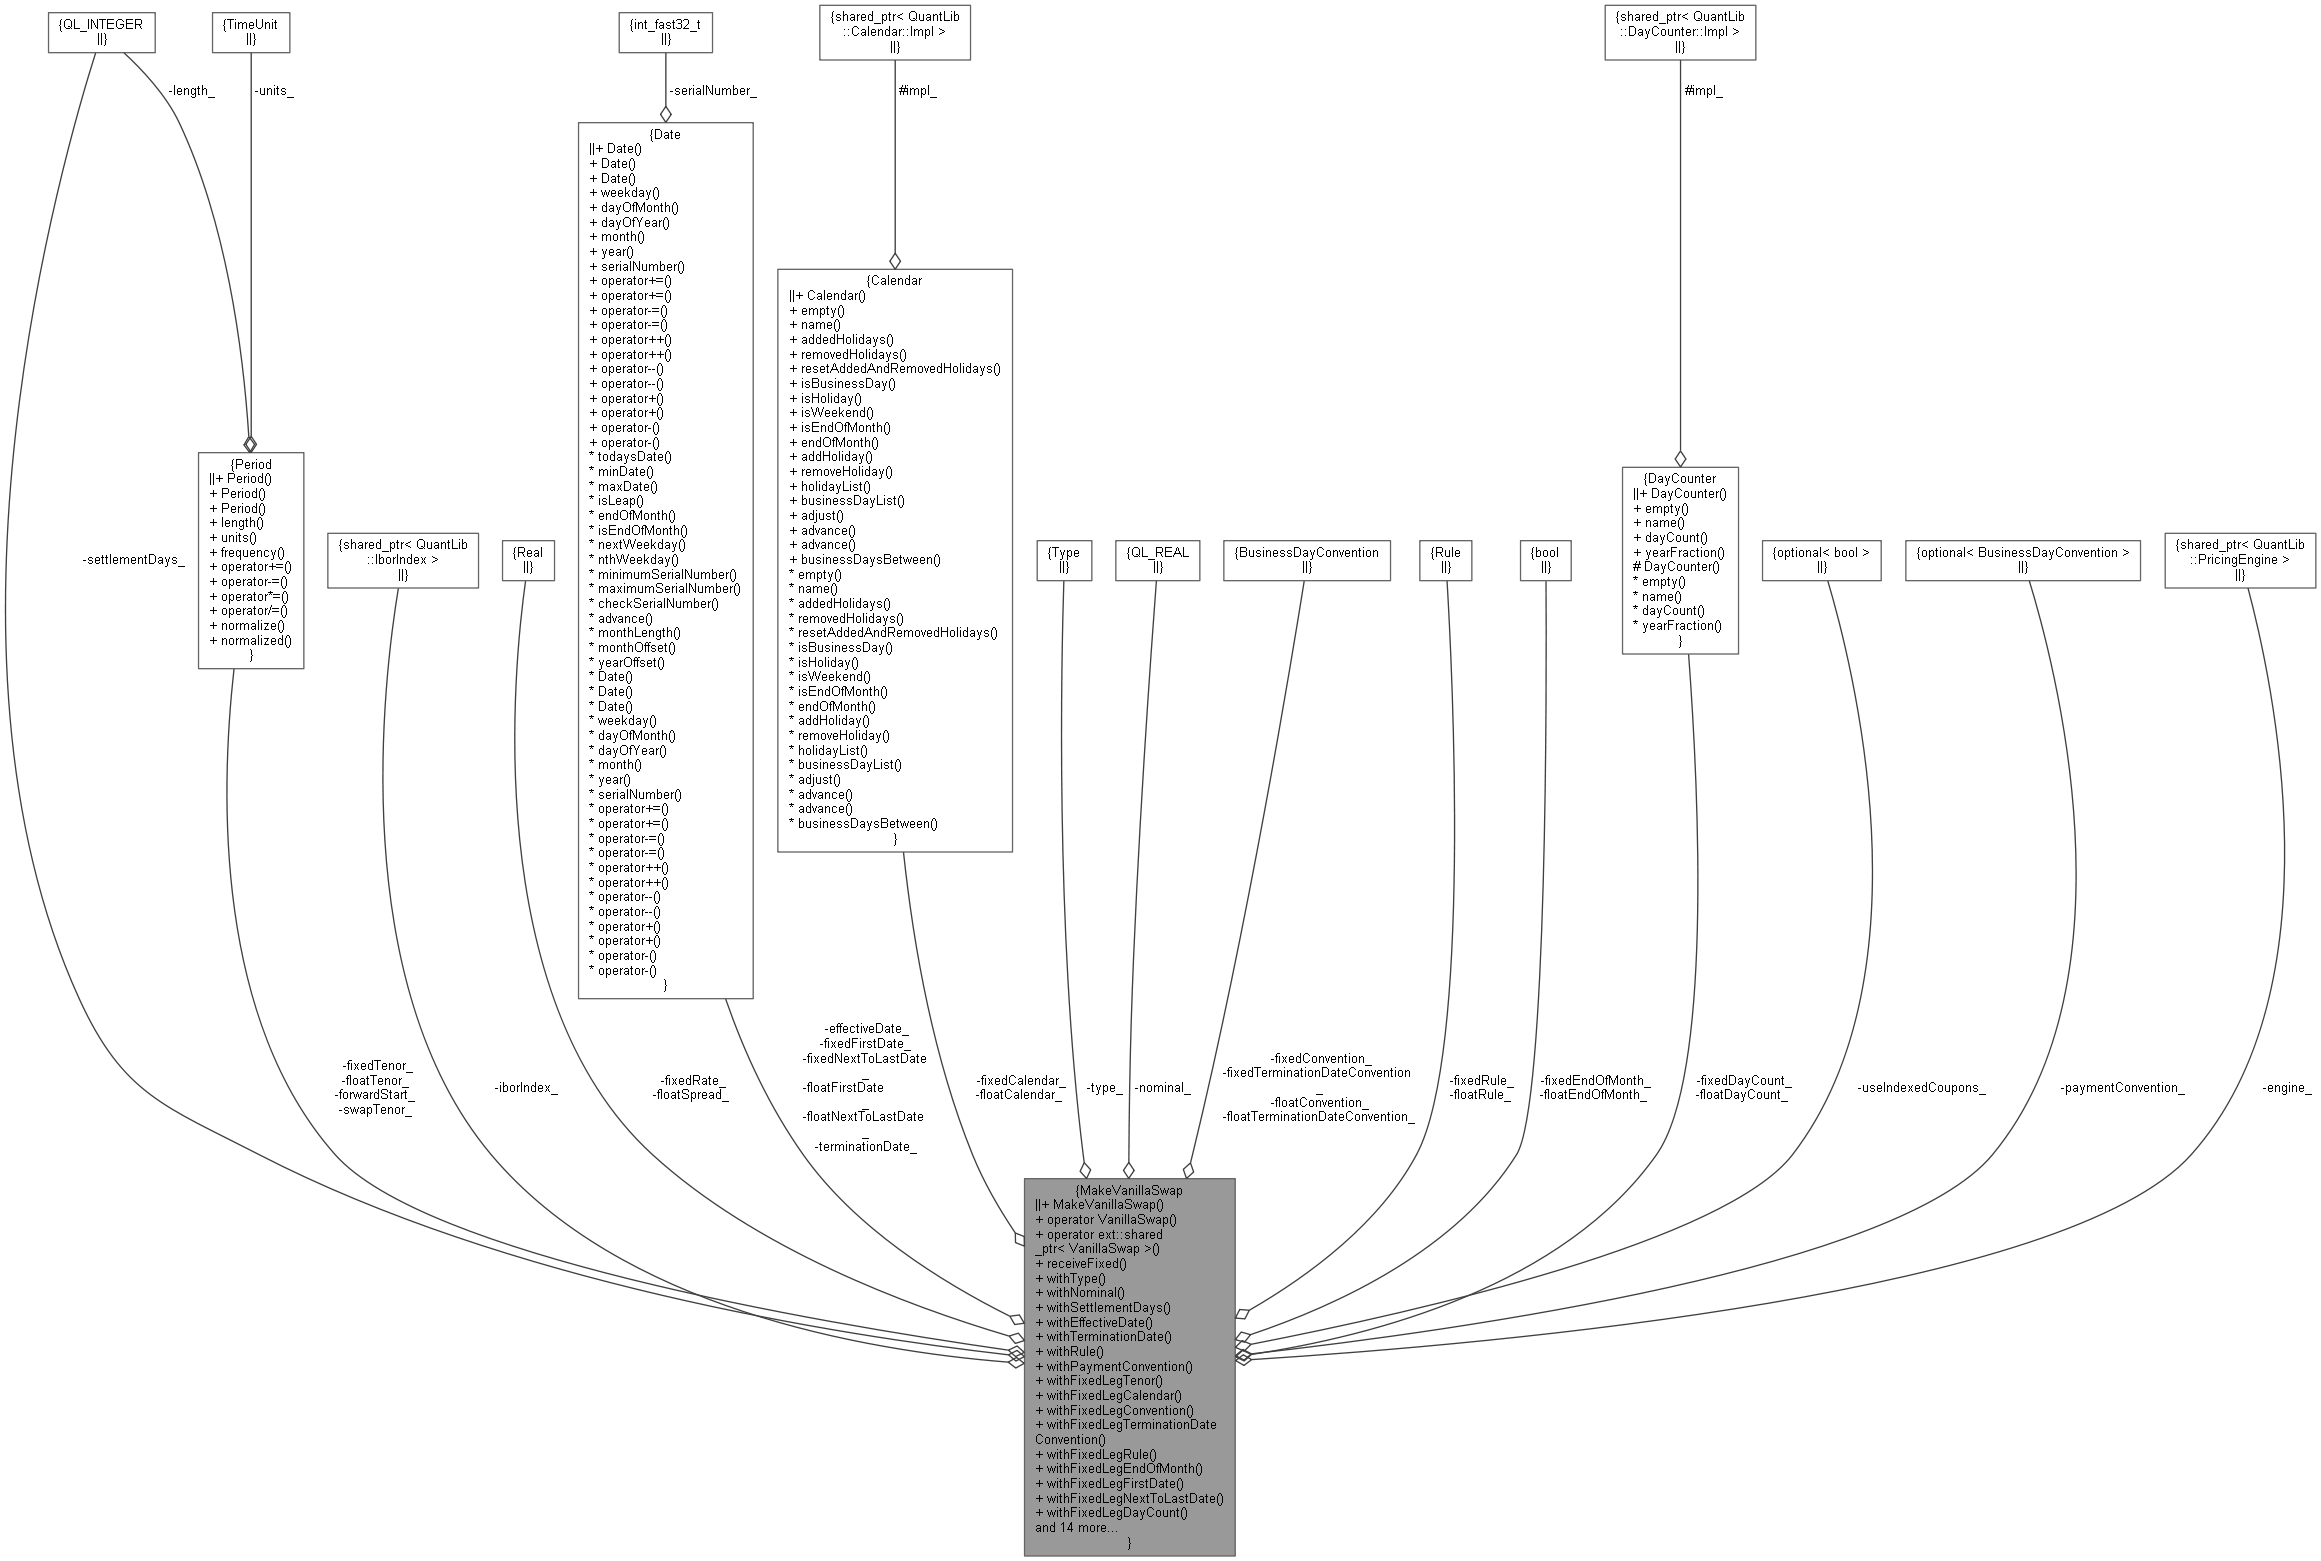 {QL_INTEGER
||}
{TimeUnit
||}
{int_fast32_t
||}
{shared_ptr< QuantLib
::Calendar::Impl >
||}
{shared_ptr< QuantLib
::DayCounter::Impl >
||}
-length_
-units_
-serialNumber_
#impl_
#impl_
{Date
||+ Date()
+ Date()
+ Date()
+ weekday()
+ dayOfMonth()
+ dayOfYear()
+ month()
+ year()
+ serialNumber()
+ operator+=()
+ operator+=()
+ operator-=()
+ operator-=()
+ operator++()
+ operator++()
+ operator--()
+ operator--()
+ operator+()
+ operator+()
+ operator-()
+ operator-()
* todaysDate()
* minDate()
* maxDate()
* isLeap()
* endOfMonth()
* isEndOfMonth()
* nextWeekday()
* nthWeekday()
* minimumSerialNumber()
* maximumSerialNumber()
* checkSerialNumber()
* advance()
* monthLength()
* monthOffset()
* yearOffset()
* Date()
* Date()
* Date()
* weekday()
* dayOfMonth()
* dayOfYear()
* month()
* year()
* serialNumber()
* operator+=()
* operator+=()
* operator-=()
* operator-=()
* operator++()
* operator++()
* operator--()
* operator--()
* operator+()
* operator+()
* operator-()
* operator-()
}
{Calendar
||+ Calendar()
+ empty()
+ name()
+ addedHolidays()
+ removedHolidays()
+ resetAddedAndRemovedHolidays()
+ isBusinessDay()
+ isHoliday()
+ isWeekend()
+ isEndOfMonth()
+ endOfMonth()
+ addHoliday()
+ removeHoliday()
+ holidayList()
+ businessDayList()
+ adjust()
+ advance()
+ advance()
+ businessDaysBetween()
* empty()
* name()
* addedHolidays()
* removedHolidays()
* resetAddedAndRemovedHolidays()
* isBusinessDay()
* isHoliday()
* isWeekend()
* isEndOfMonth()
* endOfMonth()
* addHoliday()
* removeHoliday()
* holidayList()
* businessDayList()
* adjust()
* advance()
* advance()
* businessDaysBetween()
}
{Period
||+ Period()
+ Period()
+ Period()
+ length()
+ units()
+ frequency()
+ operator+=()
+ operator-=()
+ operator*=()
+ operator/=()
+ normalize()
+ normalized()
}
{DayCounter
||+ DayCounter()
+ empty()
+ name()
+ dayCount()
+ yearFraction()
# DayCounter()
* empty()
* name()
* dayCount()
* yearFraction()
}
-settlementDays_
{shared_ptr< QuantLib
::IborIndex >
||}
{Real
||}
{Type
||}
{QL_REAL
||}
{BusinessDayConvention
||}
{Rule
||}
{bool
||}
{optional< bool >
||}
{optional< BusinessDayConvention >
||}
{shared_ptr< QuantLib
::PricingEngine >
||}
-fixedTenor_
-floatTenor_
-forwardStart_
-swapTenor_
-iborIndex_
-fixedRate_
-floatSpread_
-effectiveDate_
-fixedFirstDate_
-fixedNextToLastDate
_
-floatFirstDate
_
-floatNextToLastDate
_
-terminationDate_
-fixedCalendar_
-floatCalendar_
-type_
-nominal_
-fixedConvention_
-fixedTerminationDateConvention
_
-floatConvention_
-floatTerminationDateConvention_
-fixedRule_
-floatRule_
-fixedEndOfMonth_
-floatEndOfMonth_
-fixedDayCount_
-floatDayCount_
-useIndexedCoupons_
-paymentConvention_
-engine_
{MakeVanillaSwap
||+ MakeVanillaSwap()
+ operator VanillaSwap()
+ operator ext::shared
_ptr< VanillaSwap >()
+ receiveFixed()
+ withType()
+ withNominal()
+ withSettlementDays()
+ withEffectiveDate()
+ withTerminationDate()
+ withRule()
+ withPaymentConvention()
+ withFixedLegTenor()
+ withFixedLegCalendar()
+ withFixedLegConvention()
+ withFixedLegTerminationDate
Convention()
+ withFixedLegRule()
+ withFixedLegEndOfMonth()
+ withFixedLegFirstDate()
+ withFixedLegNextToLastDate()
+ withFixedLegDayCount()
and 14 more...
}